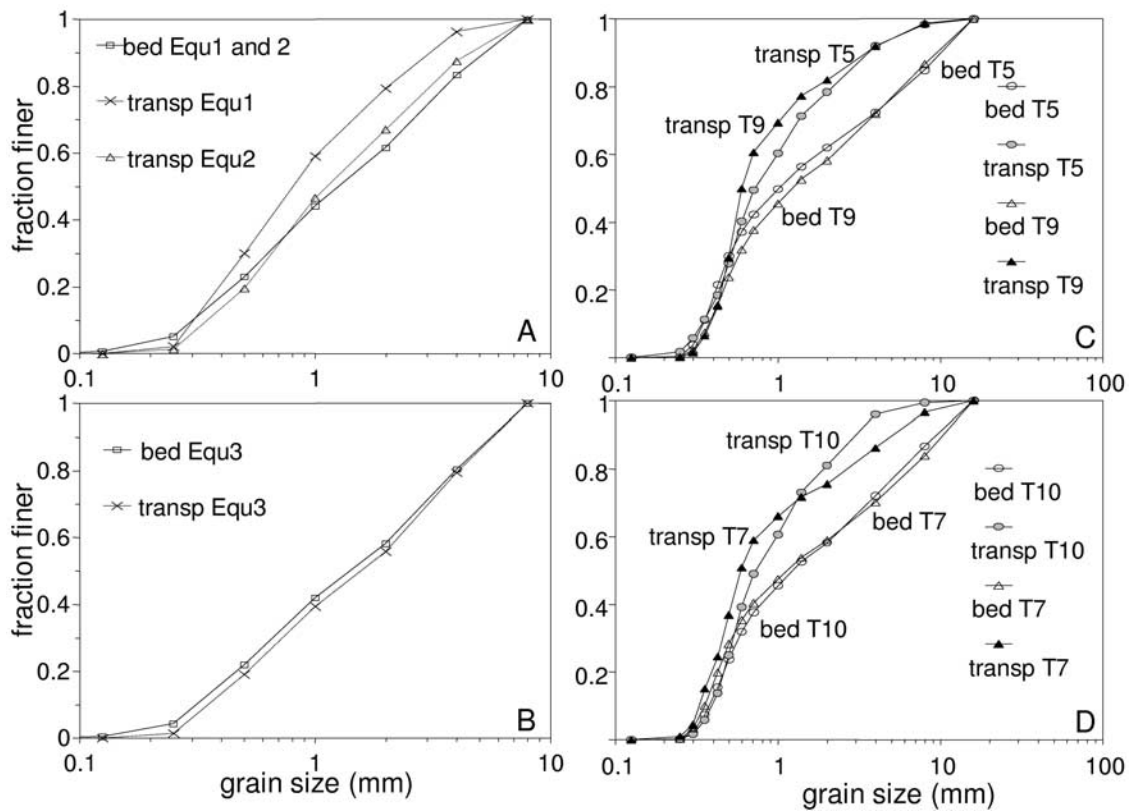 1
0.8
0.6
0.4
0.2
0
fraction finer
bed Equ1 and 2
transp Equ1
transp Equ2
A
0.1
1
10
1
0.8
0.6
0.4
0.2
0
fraction finer
bed Equ3
transp Equ3
B
0.1
1
10
grain size (mm)
1
0.8
0.6
0.4
0.2
transp T5
transp T9
bed T5
bed T9
bed T5
transp T5
bed T9
transp T9
C
0.1
1
10
100
1
0.8
0.6
0.4
0.2
transp T10
transp T7
bed T7
bed T10
bed T10
transp T10
bed T7
transp T7
D
0.1
1
10
100
grain size (mm)